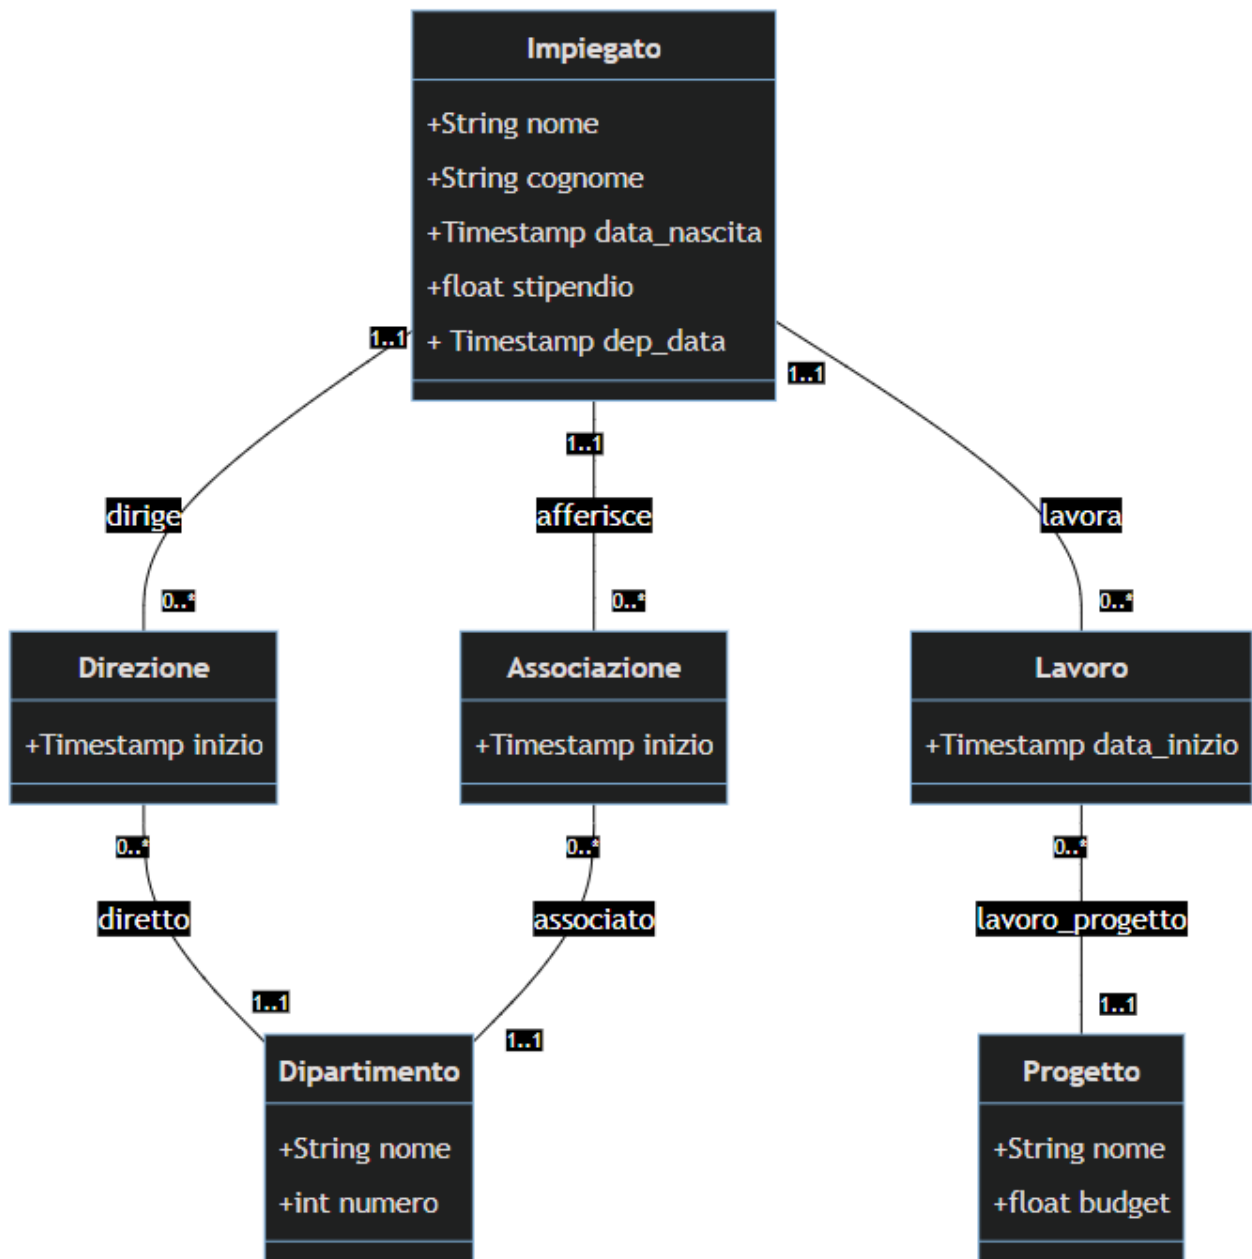 Impiegato
+String nome
+String cognome
+Timestamp data_nascita
+float stipendio
+ Timestamp dep_data
1..1
1..1
1..1
dirige
afferisce
lavora
0..*
0..*
0..*
Direzione
+Timestamp inizio
Associazione
+Timestamp inizio
Lavoro
+Timestamp data_inizio
0..*
0..*
0..*
diretto
associato
lavoro_progetto
1..1
1..1
1..1
Dipartimento
+String nome
+int numero
Progetto
+String nome
+float budget